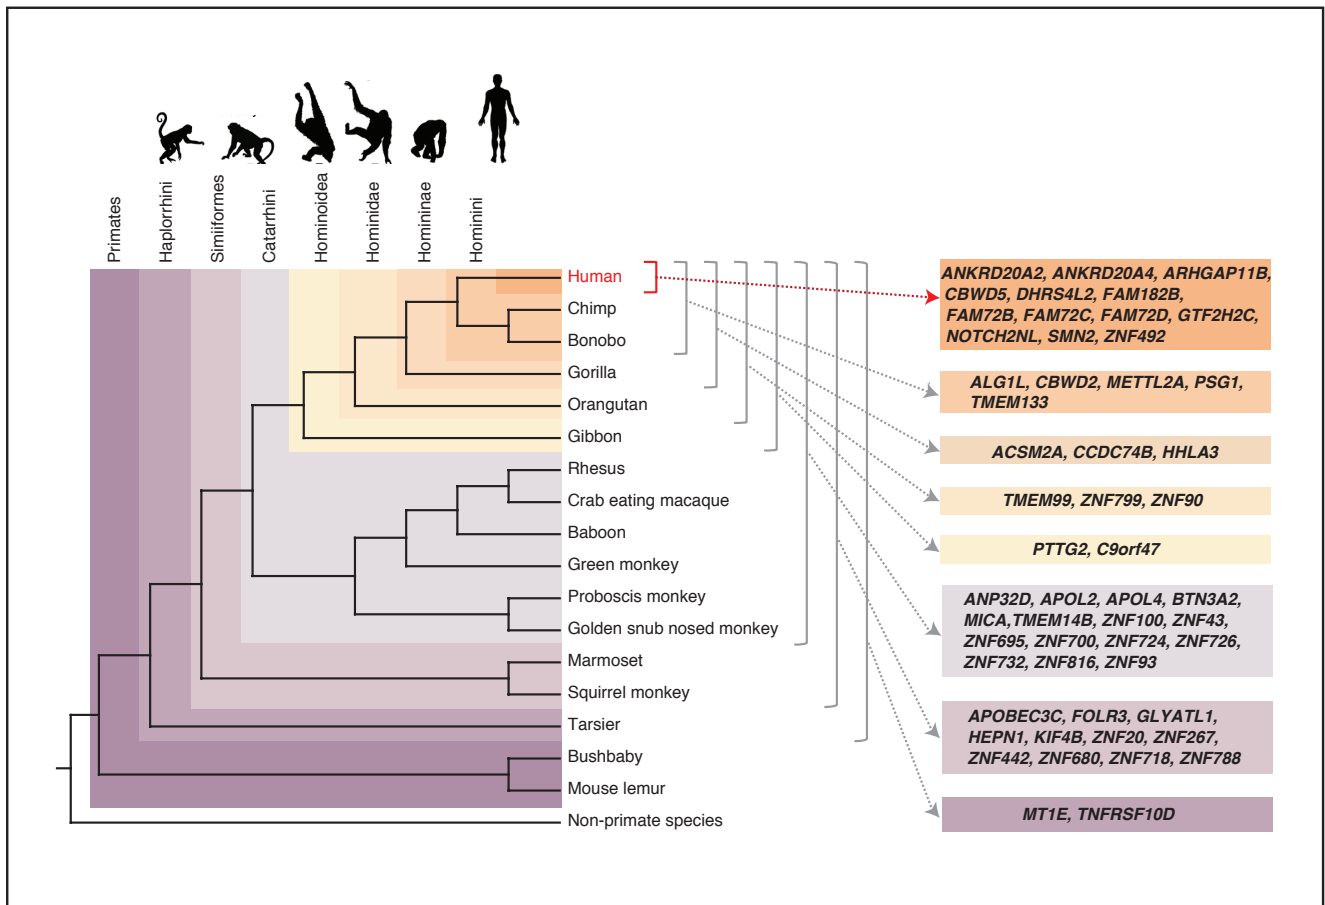 Primates
Haplorrhini
Simiiformes
Catarrhini
Hominoidea
Hominidae
Homininae
Hominini
Human
Chimp
Bonobo
Gorilla
Orangutan
Gibbon
Rhesus
Crab eating macaque
Baboon
Green monkey
Proboscis monkey
Golden snub nosed monkey
Marmoset
Squirrel monkey
Tarsier
Bushbaby
Mouse lemur
Non-primate species
ANKRD20A2, ANKRD20A4, ARHGAP11B,
CBWD5, DHRS4L2, FAM182B,
FAM72B, FAM72C, FAM72D, GTF2H2C,
NOTCH2NL, SMN2, ZNF492
ALG1L, CBWD2, METTL2A, PSG1,
TMEM133
ACSM2A, CCDC74B, HHLA3
TMEM99, ZNF799, ZNF90
PTTG2, C9orf47
ANP32D, APOL2, APOL4, BTN3A2,
MICA,TMEM14B, ZNF100, ZNF43,
ZNF695, ZNF700, ZNF724, ZNF726,
ZNF732, ZNF816, ZNF93
APOBEC3C, FOLR3, GLYATL1,
HEPN1, KIF4B, ZNF20, ZNF267,
ZNF442, ZNF680, ZNF718, ZNF788
MT1E, TNFRSF10D